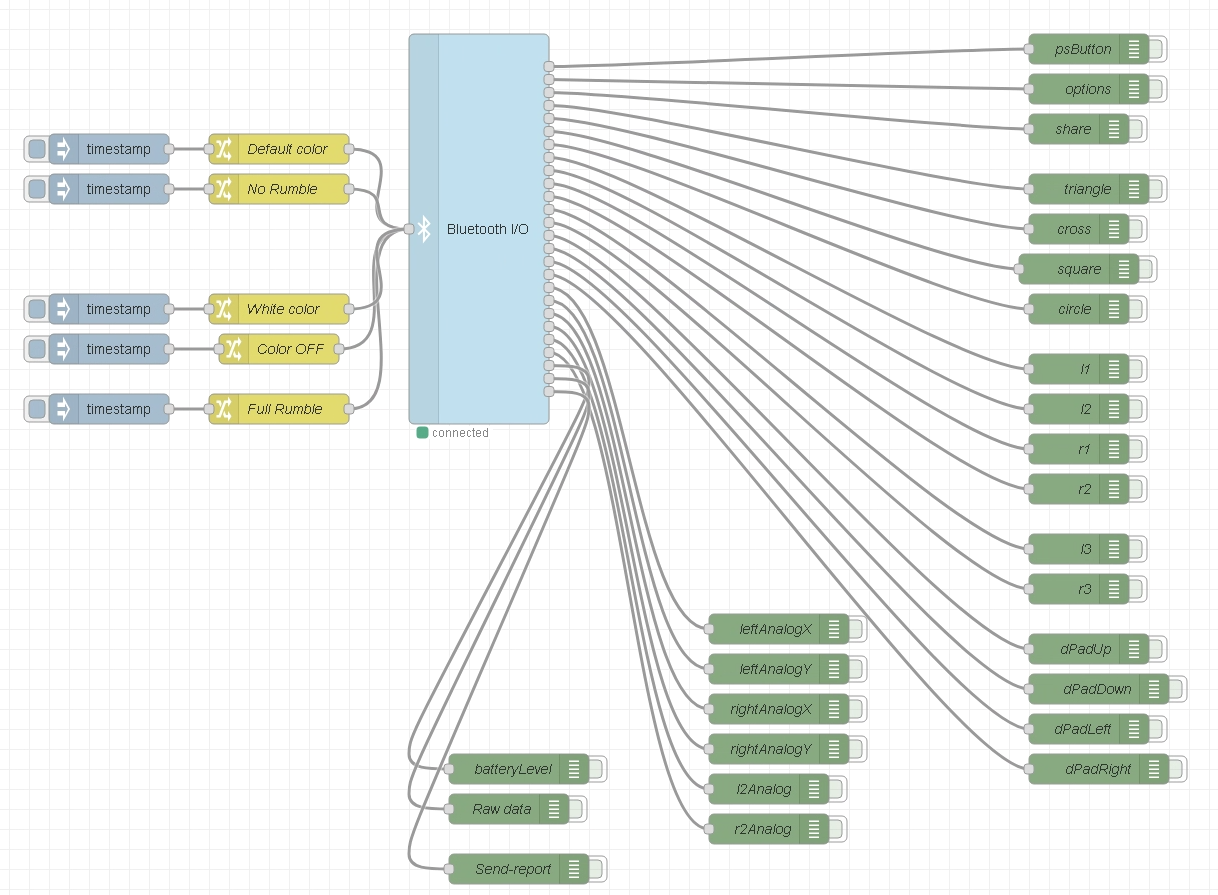 timestamp
Default color
timestamp
No Rumble
timestamp
White color
timestamp
Color OFF
timestamp
Full Rumble
Bluetooth I/O
connected
psButton
options
share
triangle
cross
square
circle
l1
l2
r1
r2
l3
r3
dPadUp
dPadDown
dPadLeft
dPadRight
leftAnalogX
leftAnalogY
rightAnalogX
rightAnalogY
l2Analog
r2Analog
batteryLevel
Raw data
Send-report